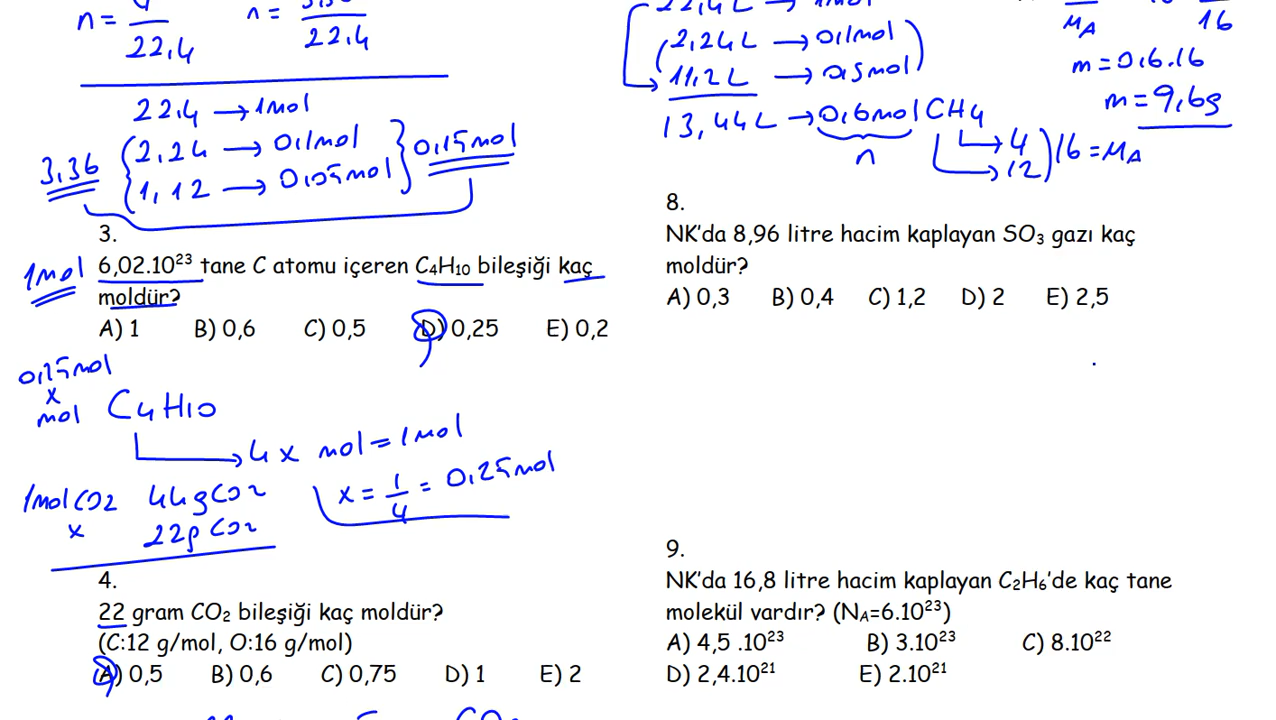 n = 22,4 n = 22,4
22,4 → 1mol
3,36 2,24 → 0,1mol 0,15mol
1,12 → 0,05mol
3.
1mol 6,02.10²³ tane C atomu içeren C₄H₁₀ bileşiği kaç
moldür?
A) 1 B) 0,6 C) 0,5 D) 0,25 E) 0,2
0,25mol
x
mol C4H10
4x mol = 1mol
x = 1/4 = 0,25mol
1mol CO2 44g CO2
x 22g CO2
4.
22 gram CO₂ bileşiği kaç moldür?
(C:12 g/mol, O:16 g/mol)
A) 0,5 B) 0,6 C) 0,75 D) 1 E) 2
22,4L → 1mol
(2,24L → 0,1mol)
11,2L → 0,5mol
13,44L → 0,6mol CH4
n
4
12
16 = MA
MA 16
m = 0,6.16
m = 9,6g
8.
NK'da 8,96 litre hacim kaplayan SO₃ gazı kaç
moldür?
A) 0,3 B) 0,4 C) 1,2 D) 2 E) 2,5
9.
NK'da 16,8 litre hacim kaplayan C₂H₆'de kaç tane
molekül vardır? (N_A=6.10²³)
A) 4,5 .10²³ B) 3.10²³ C) 8.10²²
D) 2,4.10²¹ E) 2.10²¹